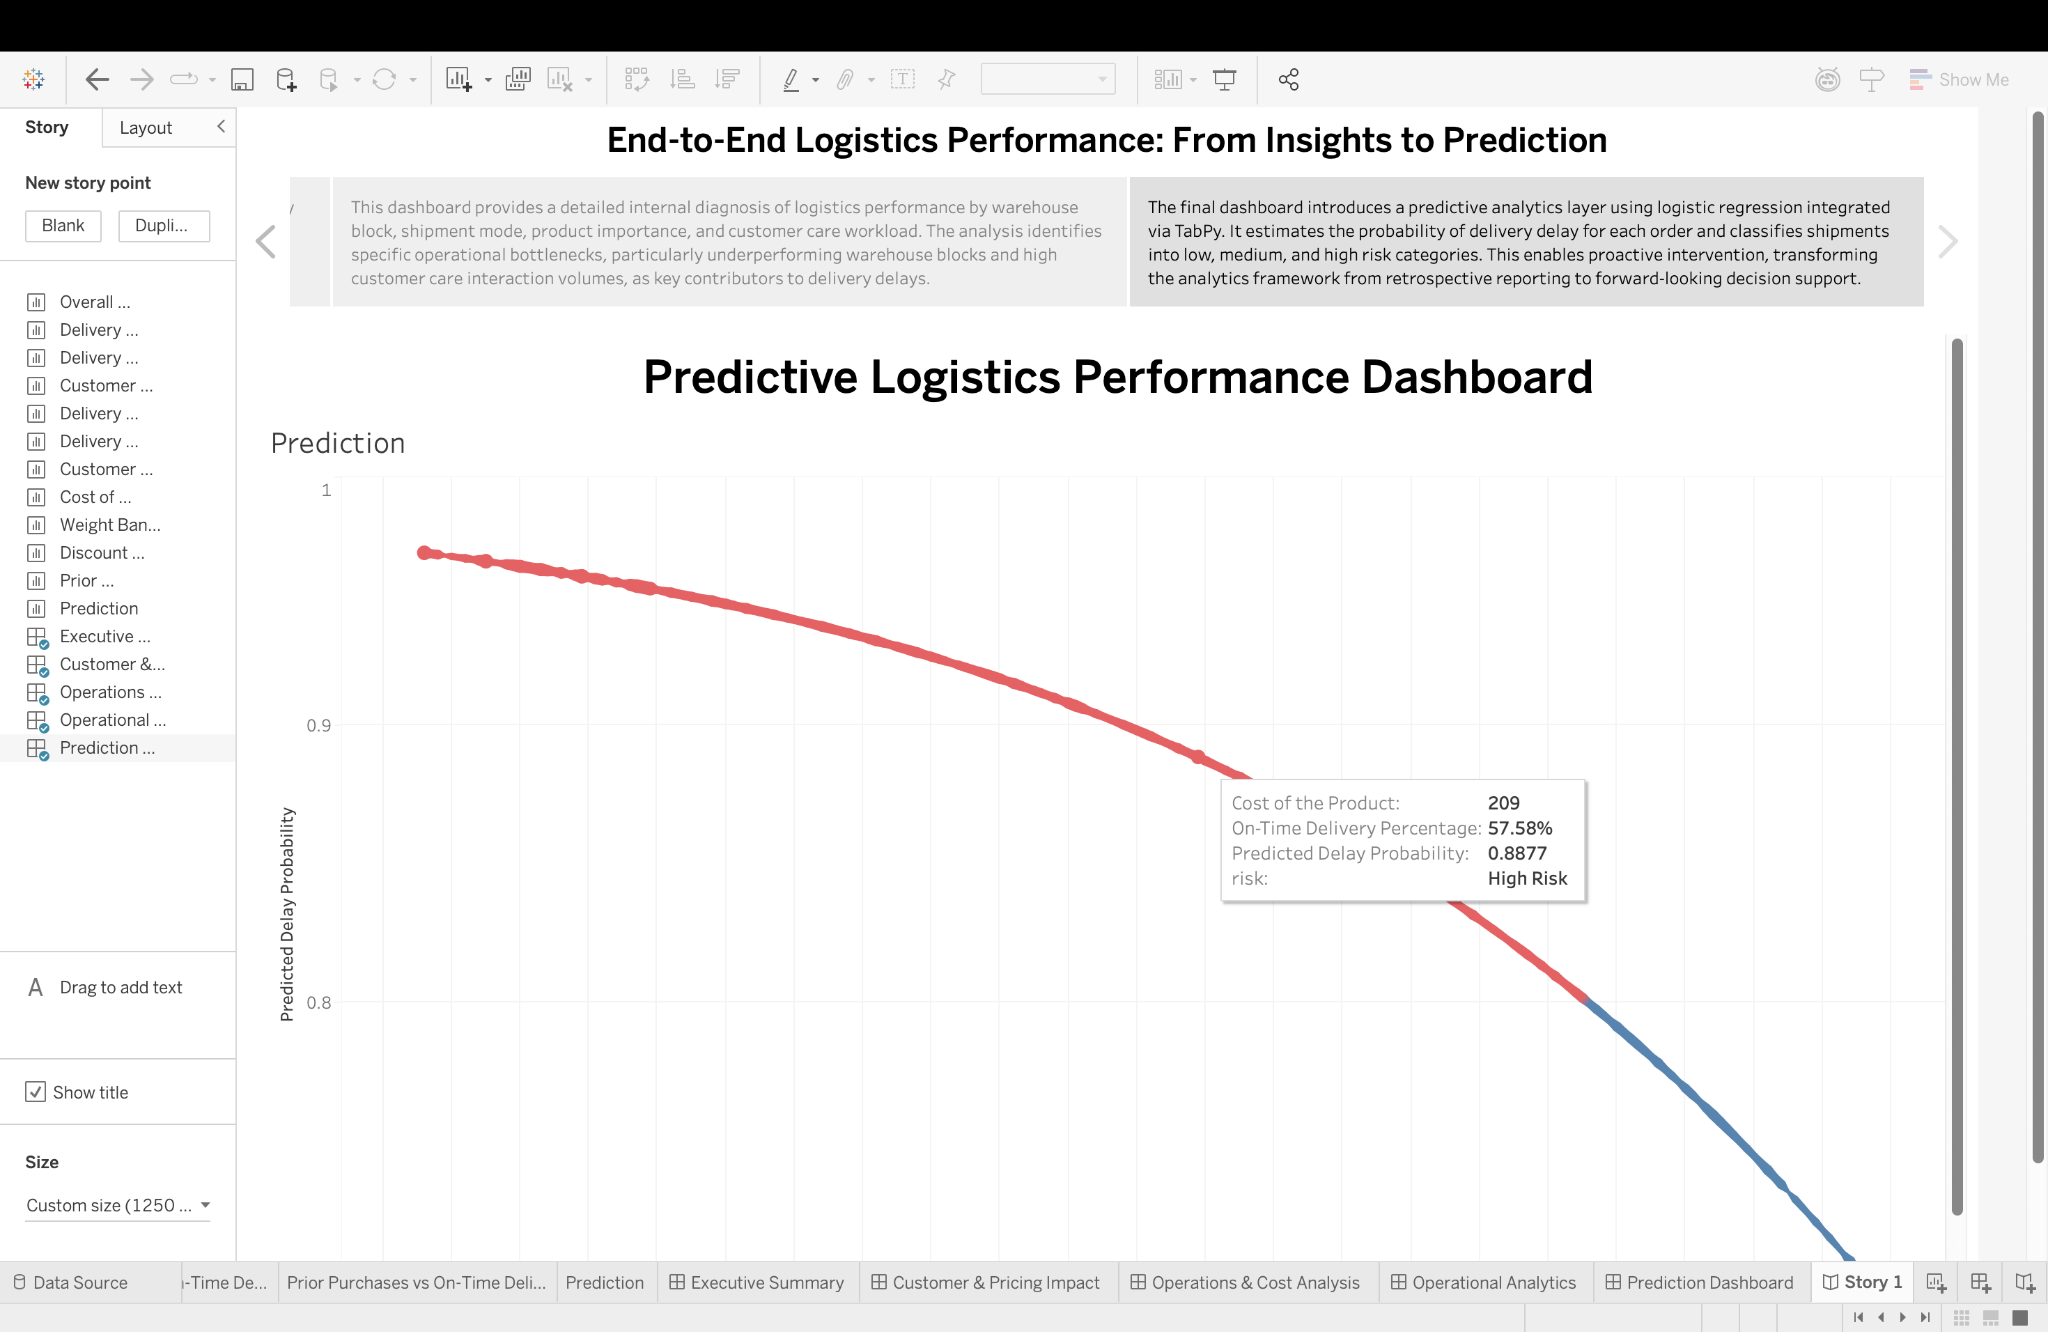 Show Me
Story
Layout
New story point
Blank
Dupli...
Overall ...
Delivery ...
Delivery ...
Customer ...
Delivery ...
Delivery ...
Customer ...
Cost of ...
Weight Ban...
Discount ...
Prior ...
Prediction
Executive ...
Customer &...
Operations ...
Operational ...
Prediction ...
A Drag to add text
Show title
Size
Custom size (1250 ...
End-to-End Logistics Performance: From Insights to Prediction
y
This dashboard provides a detailed internal diagnosis of logistics performance by warehouse
block, shipment mode, product importance, and customer care workload. The analysis identifies
specific operational bottlenecks, particularly underperforming warehouse blocks and high
customer care interaction volumes, as key contributors to delivery delays.
The final dashboard introduces a predictive analytics layer using logistic regression integrated
via TabPy. It estimates the probability of delivery delay for each order and classifies shipments
into low, medium, and high risk categories. This enables proactive intervention, transforming
the analytics framework from retrospective reporting to forward-looking decision support.
Predictive Logistics Performance Dashboard
Prediction
1
0.9
0.8
Predicted Delay Probability
Cost of the Product: 209
On-Time Delivery Percentage: 57.58%
Predicted Delay Probability: 0.8877
risk: High Risk
Data Source
-Time De...
Prior Purchases vs On-Time Deli...
Prediction
Executive Summary
Customer & Pricing Impact
Operations & Cost Analysis
Operational Analytics
Prediction Dashboard
Story 1